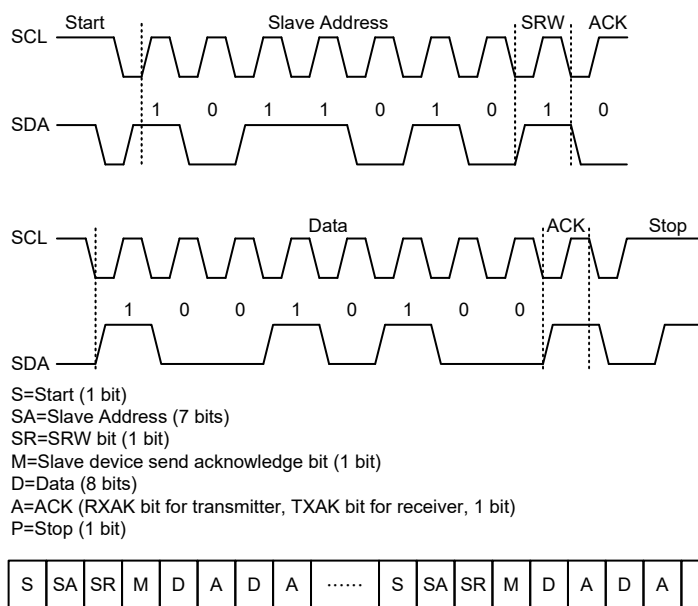 Start Slave Address SRW ACK
SCL
1 0 1 1 0 1 0 1 0
SDA
Data ACK Stop
SCL
1 0 0 1 0 1 0 0
SDA
S=Start (1 bit)
SA=Slave Address (7 bits)
SR=SRW bit (1 bit)
M=Slave device send acknowledge bit (1 bit)
D=Data (8 bits)
A=ACK (RXAK bit for transmitter, TXAK bit for receiver, 1 bit)
P=Stop (1 bit)
S SA SR M D A D A ...... S SA SR M D A D A